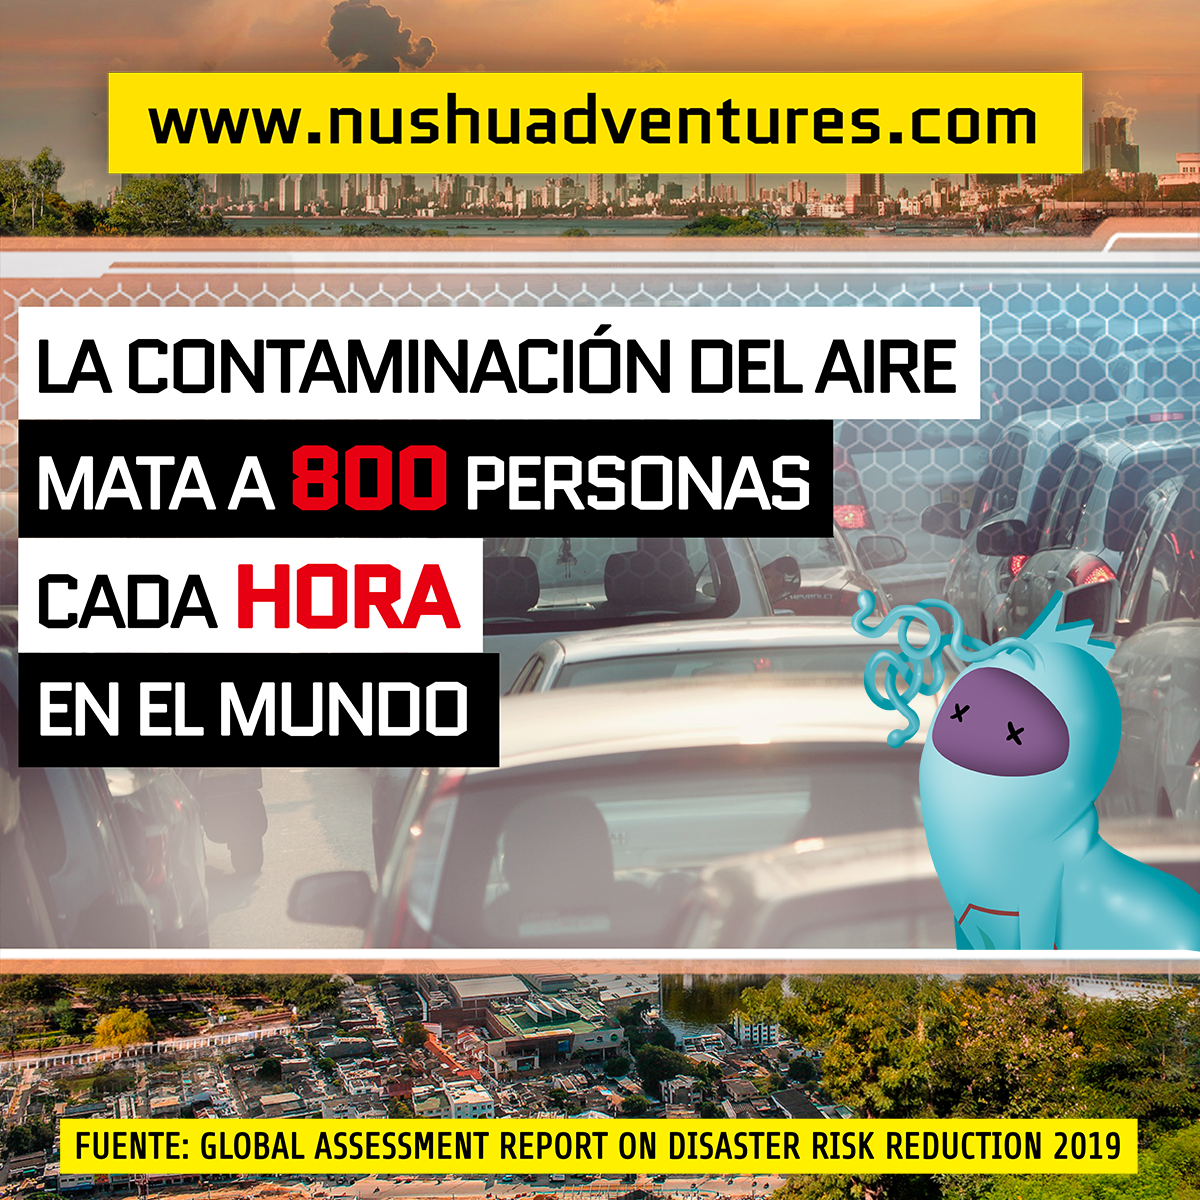 www.nushuadventures.com
LA CONTAMINACIÓN DEL AIRE
MATA A 800 PERSONAS
CADA HORA
EN EL MUNDO
FUENTE: GLOBAL ASSESSMENT REPORT ON DISASTER RISK REDUCTION 2019